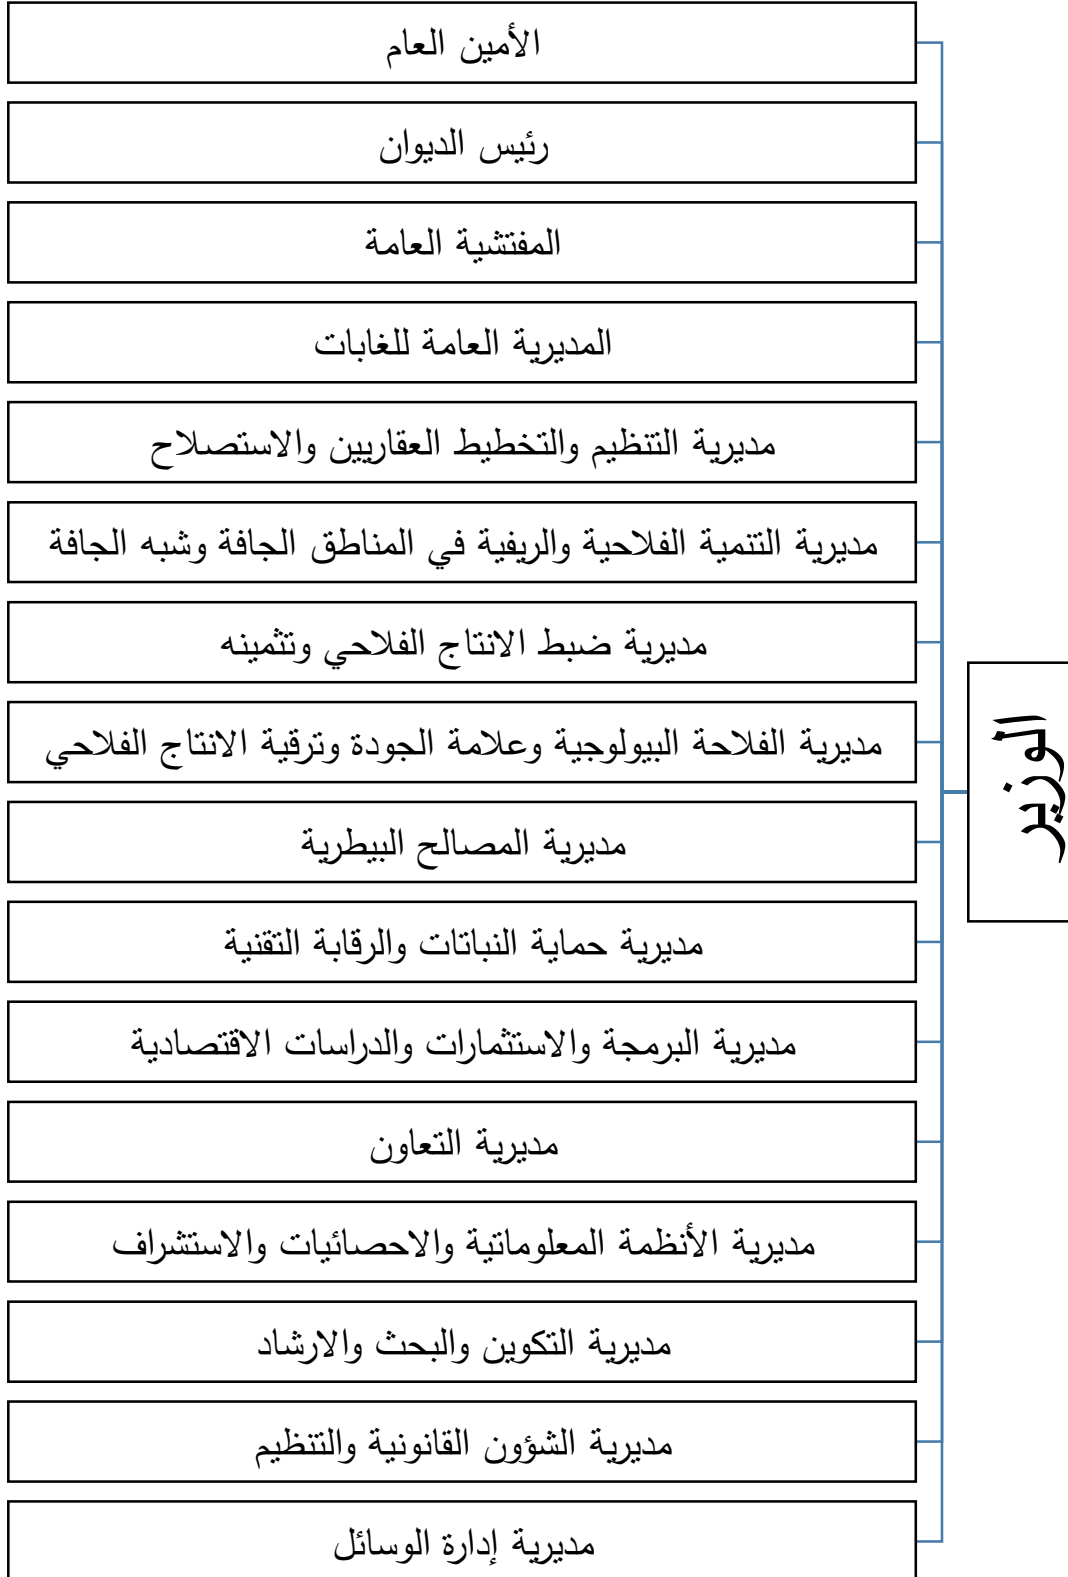 الوزير
الأمين العام
رئيس الديوان
المفتشية العامة
المديرية العامة للغابات
مديرية التنظيم والتخطيط العقاريين والاستصلاح
مديرية التنمية الفلاحية والريفية في المناطق الجافة وشبه الجافة
مديرية ضبط الانتاج الفلاحي وتثمينه
مديرية الفلاحة البيولوجية وعلامة الجودة وترقية الانتاج الفلاحي
مديرية المصالح البيطرية
مديرية حماية النباتات والرقابة التقنية
مديرية البرمجة والاستثمارات والدراسات الاقتصادية
مديرية التعاون
مديرية الأنظمة المعلوماتية والاحصائيات والاستشراف
مديرية التكوين والبحث والارشاد
مديرية الشؤون القانونية والتنظيم
مديرية إدارة الوسائل